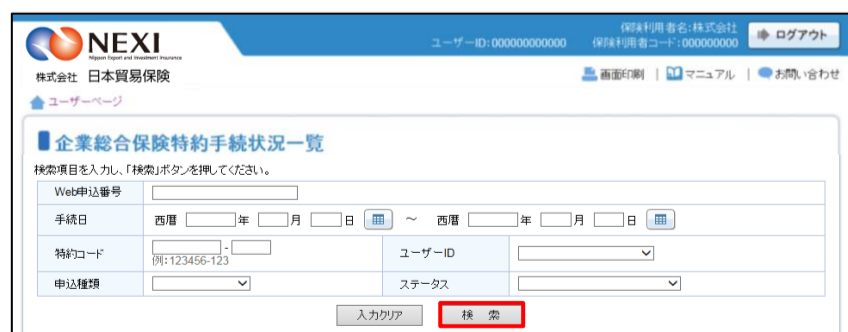 NEXI
Nippon Export and Investment Insurance
ユーザーID:000000000000
保険利用者名:株式会社
保険利用者コード:000000000
ログアウト
株式会社 日本貿易保険
画面印刷 | マニュアル | お問い合わせ
ユーザーページ
企業総合保険特約手続状況一覧
検索項目を入力し、「検索」ボタンを押してください。
Web申込番号
手続日 西暦 年 月 日 ～ 西暦 年 月 日
特約コード - ユーザーID
例:123456-123
申込種類 ステータス
入力クリア 検 索